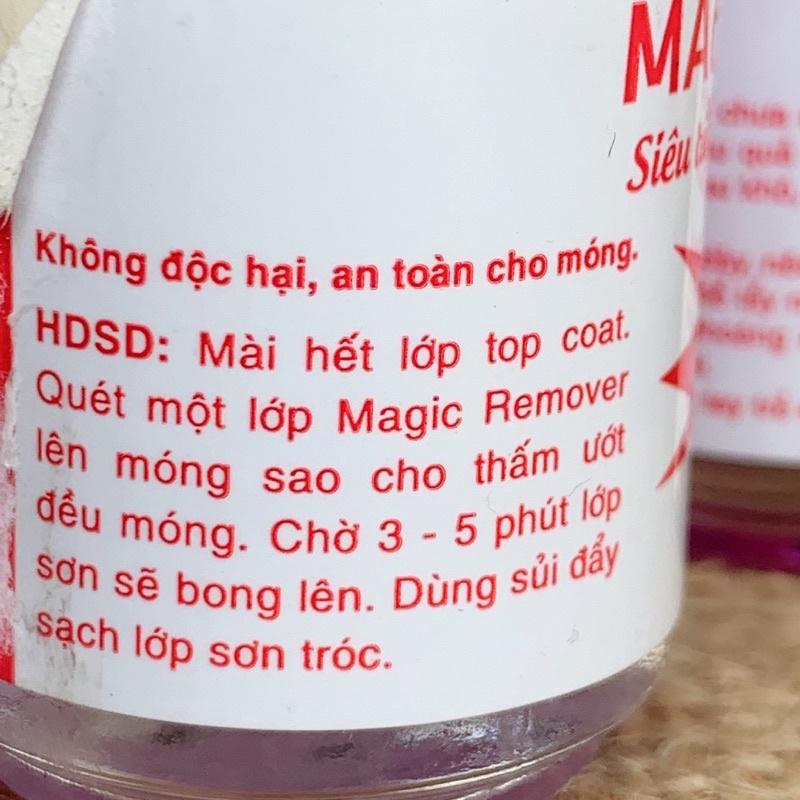 Siêu
Không độc hại, an toàn cho móng.
HDSD: Mài hết lớp top coat.
Quét một lớp Magic Remover
lên móng sao cho thấm ướt
đều móng. Chờ 3 - 5 phút lớp
sơn sẽ bong lên. Dùng sủi đẩy
sạch lớp sơn tróc.